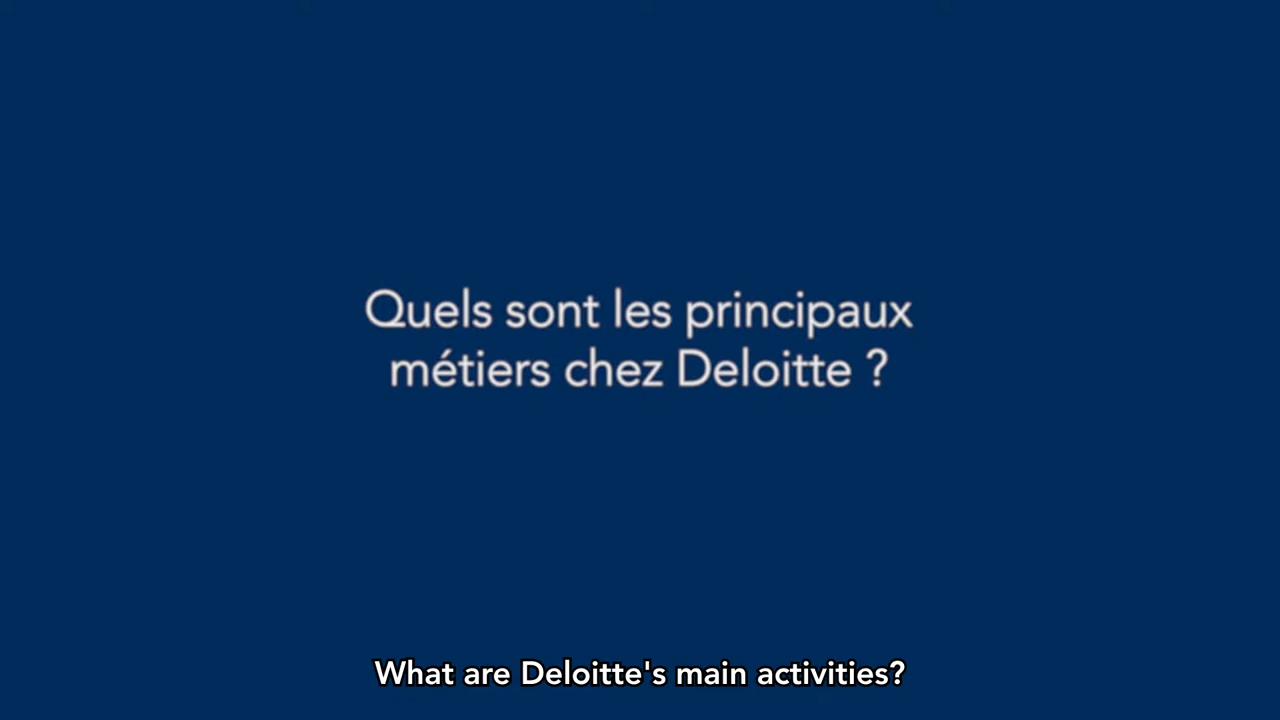 Quels sont les principaux
métiers chez Deloitte ?
What are Deloitte's main activities?